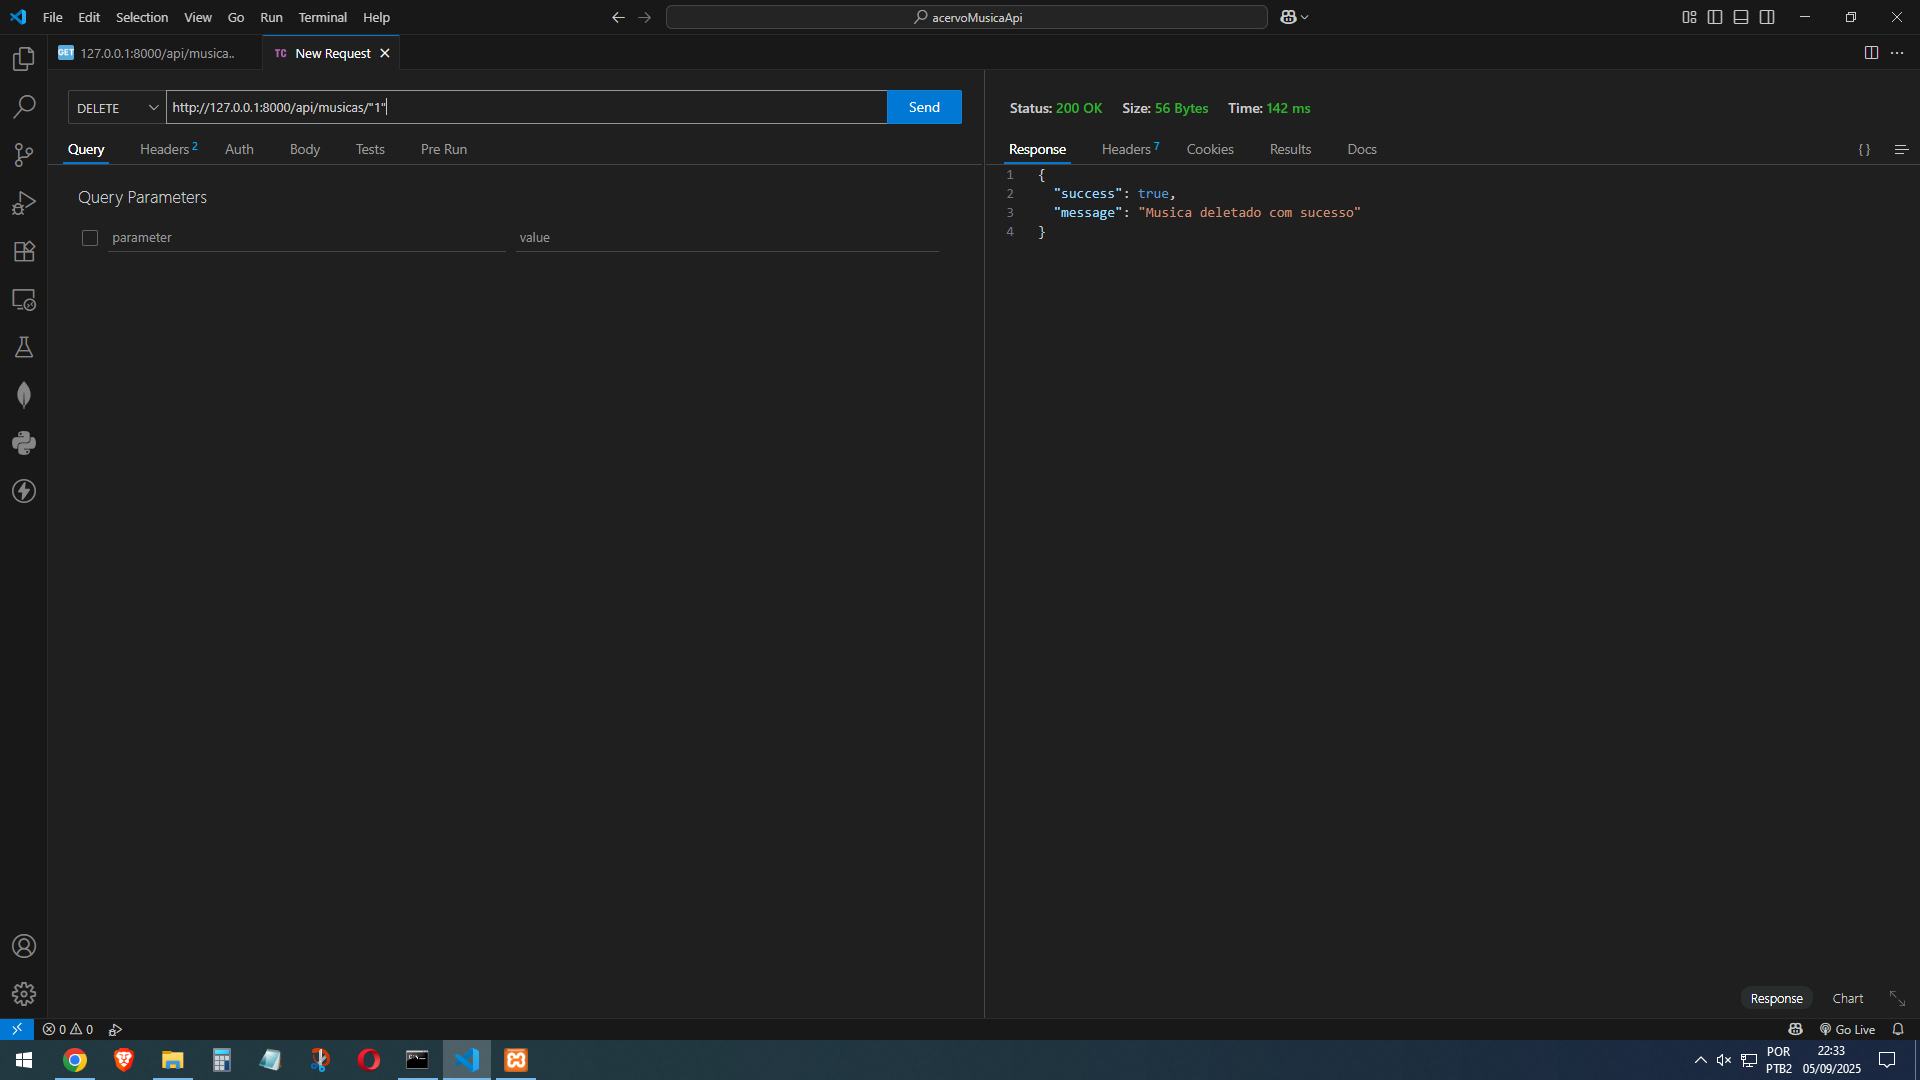 File Edit Selection View Go Run Terminal Help
acervoMusicaApi
GET 127.0.0.1:8000/api/musica..
TC New Request
DELETE
http://127.0.0.1:8000/api/musicas/"1"
Send
Query
Headers 2
Auth
Body
Tests
Pre Run
Query Parameters
parameter
value
Status: 200 OK Size: 56 Bytes Time: 142 ms
Response
Headers 7
Cookies
Results
Docs
{ }
1 {
2 "success": true,
3 "message": "Musica deletado com sucesso"
4 }
Response
Chart
0 0
Go Live
POR
PTB2
22:33
05/09/2025